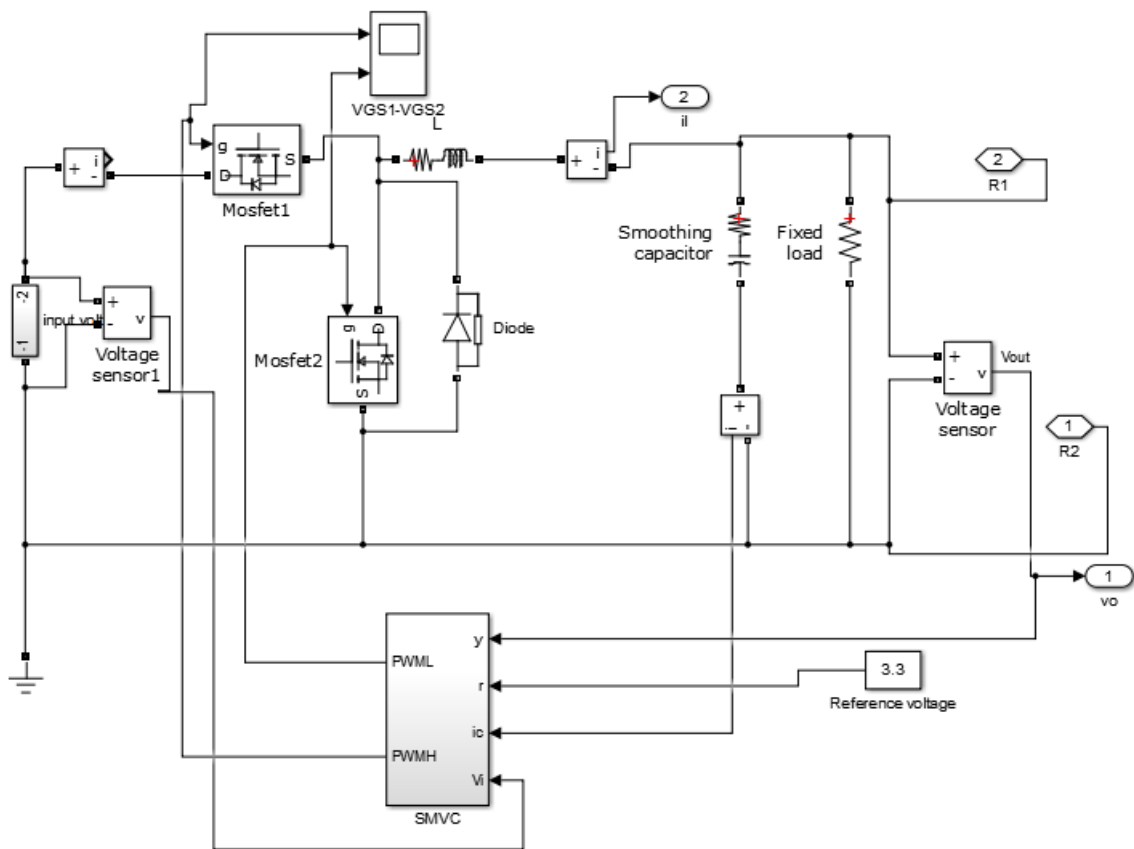 VGS1-VGS2
2
il
i
+
-
g
S
D
Mosfet1
L
+
i
-
2
R1
Smoothing
capacitor
Fixed
load
-2
-1
input volt
+
-
v
Voltage
sensor1
g
D
S
Mosfet2
Diode
+
-
v
Vout
Voltage
sensor
+
i
-
1
R2
1
vo
PWML
PWMH
y
r
ic
Vi
SMVC
3.3
Reference voltage